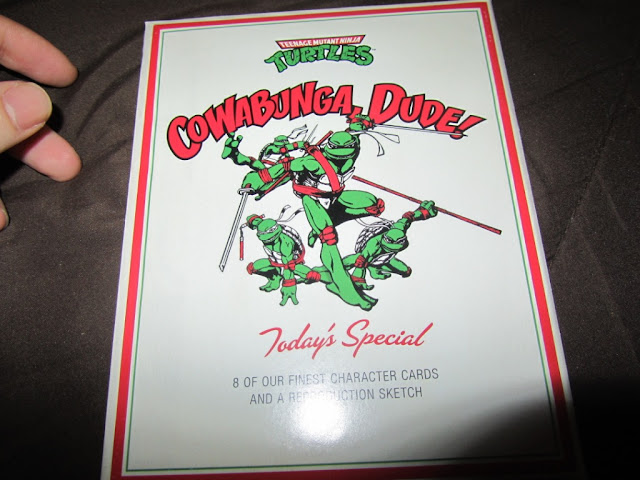 TEENAGE MUTANT NINJA
TURTLES
COWABUNGA, DUDE!
Today's Special
8 OF OUR FINEST CHARACTER CARDS
AND A REPRODUCTION SKETCH